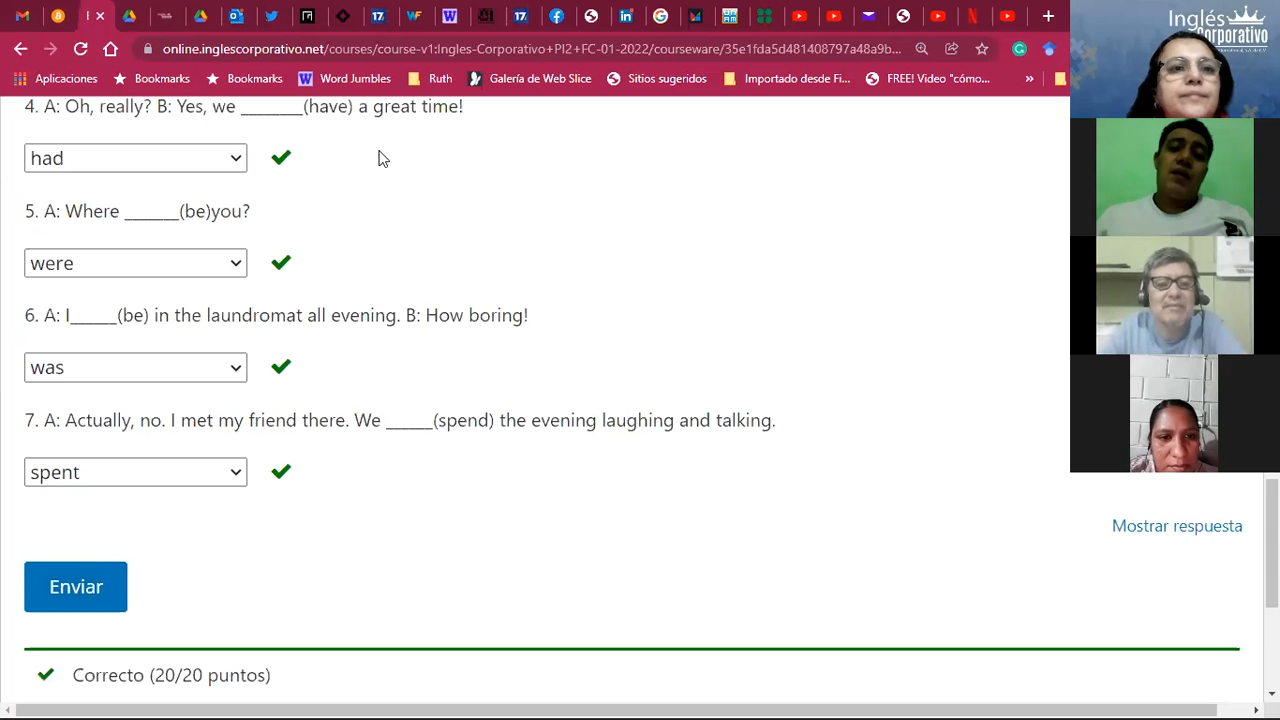 online.inglescorporativo.net/courses/course-v1:Ingles-Corporativo+PI2+FC-01-2022/courseware/35e1fda5d481408797a48a9b...
Aplicaciones Bookmarks Bookmarks Word Jumbles Ruth Galería de Web Slice Sitios sugeridos Importado desde Fi... FREE! Video "cómo... »
Inglés
Corporativo
4. A: Oh, really? B: Yes, we ________(have) a great time!
had
5. A: Where _______(be)you?
were
6. A: I______(be) in the laundromat all evening. B: How boring!
was
7. A: Actually, no. I met my friend there. We ______(spend) the evening laughing and talking.
spent
Mostrar respuesta
Enviar
Correcto (20/20 puntos)